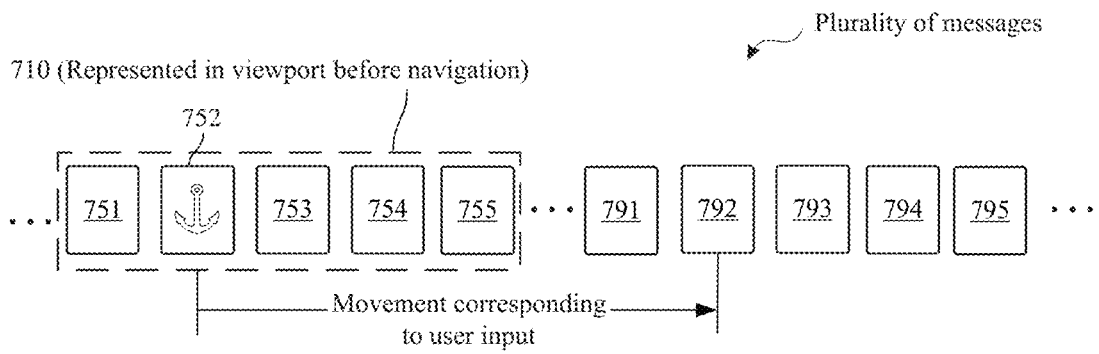 Plurality of messages
710 (Represented in viewport before navigation)
752
... 751 753 754 755 ... 791 792 793 794 795 ...
Movement corresponding
to user input